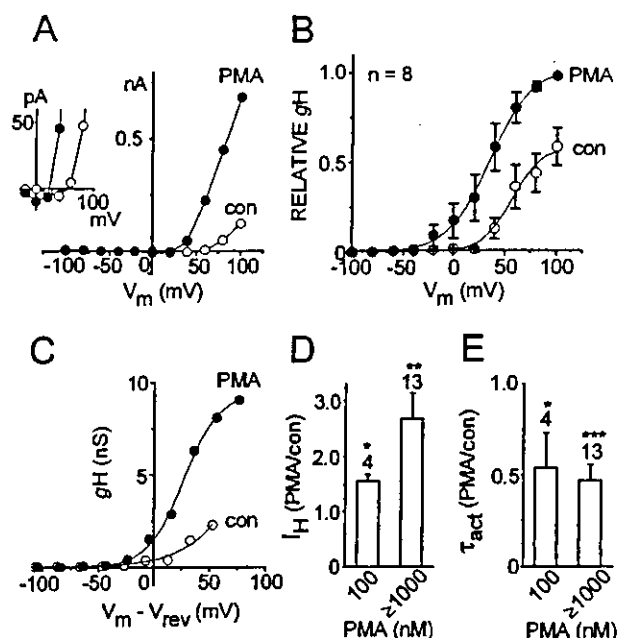 A
nA
PMA
0.5
pA
50
100
mV
con
-100
-50
0
50
100
Vm (mV)
B
n = 8
PMA
con
RELATIVE gH
1.0
0.5
0.0
-100
-50
0
50
100
Vm (mV)
C
PMA
con
gH (nS)
10
5
0
-100
-50
0
50
100
Vm - Vrev (mV)
D
IH (PMA/con)
3.0
2.0
1.0
0.0
*
4
**
13
100
≥1000
PMA (nM)
E
τact (PMA/con)
1.0
0.5
0.0
*
4
***
13
100
≥1000
PMA (nM)